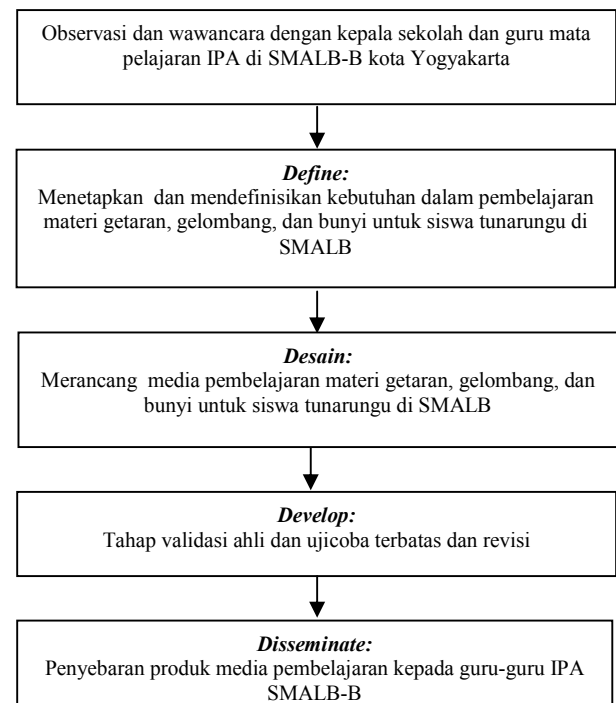 Observasi dan wawancara dengan kepala sekolah dan guru mata
pelajaran IPA di SMALB-B kota Yogyakarta
Define:
Menetapkan dan mendefinisikan kebutuhan dalam pembelajaran
materi getaran, gelombang, dan bunyi untuk siswa tunarungu di
SMALB
Desain:
Merancang media pembelajaran materi getaran, gelombang, dan
bunyi untuk siswa tunarungu di SMALB
Develop:
Tahap validasi ahli dan ujicoba terbatas dan revisi
Disseminate:
Penyebaran produk media pembelajaran kepada guru-guru IPA
SMALB-B